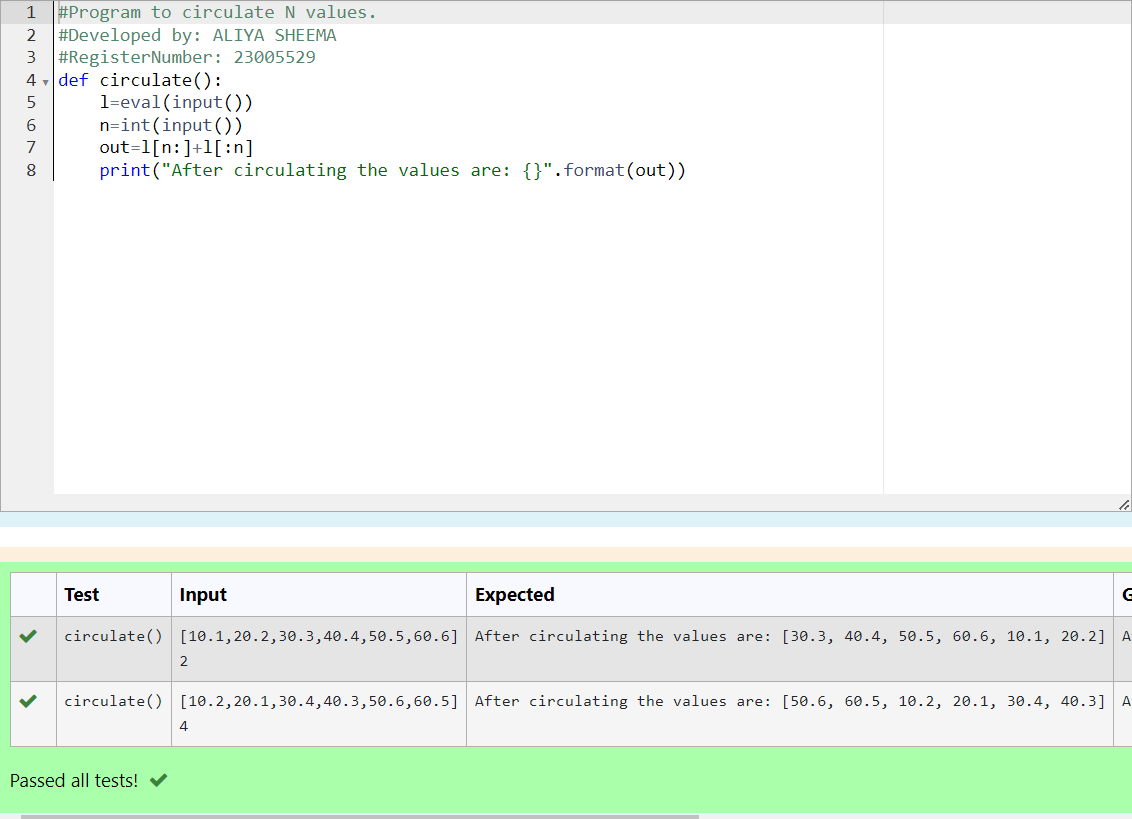 1 #Program to circulate N values.
2 #Developed by: ALIYA SHEEMA
3 #RegisterNumber: 23005529
4 def circulate():
5     l=eval(input())
6     n=int(input())
7     out=l[n:]+l[:n]
8     print("After circulating the values are: {}".format(out))
Test Input Expected G
circulate() [10.1,20.2,30.3,40.4,50.5,60.6] After circulating the values are: [30.3, 40.4, 50.5, 60.6, 10.1, 20.2] A
2
circulate() [10.2,20.1,30.4,40.3,50.6,60.5] After circulating the values are: [50.6, 60.5, 10.2, 20.1, 30.4, 40.3] A
4
Passed all tests!